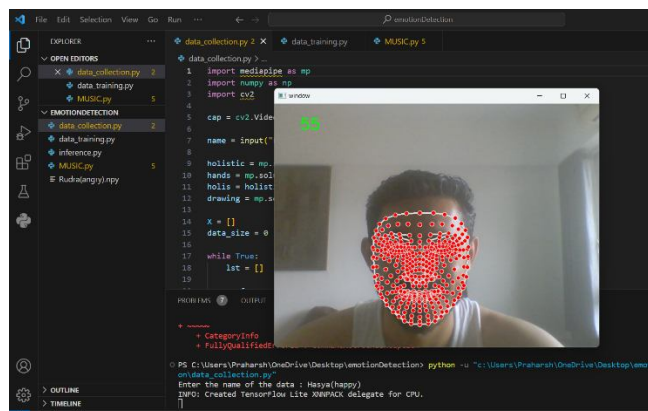 File Edit Selection View Go Run ... emotionDetection
EXPLORER ...
OPEN EDITORS
data_collection.py 2
data_training.py
MUSIC.py 5
EMOTIONDETECTION
data_collection.py 2
data_training.py
inference.py
MUSIC.py 5
Rudra(angry).npy
OUTLINE
TIMELINE
data_collection.py 2 data_training.py MUSIC.py 5
data_collection.py > ...
1 import mediapipe as mp
2 import numpy as np
3 import cv2
4
5 cap = cv2.Vide
6
7 name = input("
8
9 holistic = mp.
10 hands = mp.sol
11 holis = holist
12 drawing = mp.s
13
14 X = []
15 data_size = 0
16
17 while True:
18 lst = []
19
window
55
PROBLEMS 7 OUTPUT
+ ~~~~~
+ CategoryInfo
+ FullyQualifiedE
PS C:\Users\Praharsh\OneDrive\Desktop\emotionDetection> python -u "c:\Users\Praharsh\OneDrive\Desktop\emo
on\data_collection.py"
Enter the name of the data : Hasya(happy)
INFO: Created TensorFlow Lite XNNPACK delegate for CPU.